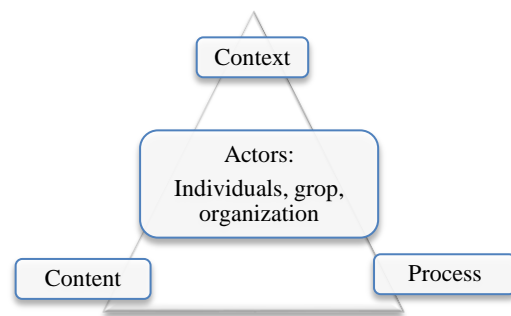 Context
Actors:
Individuals, grop,
organization
Content
Process